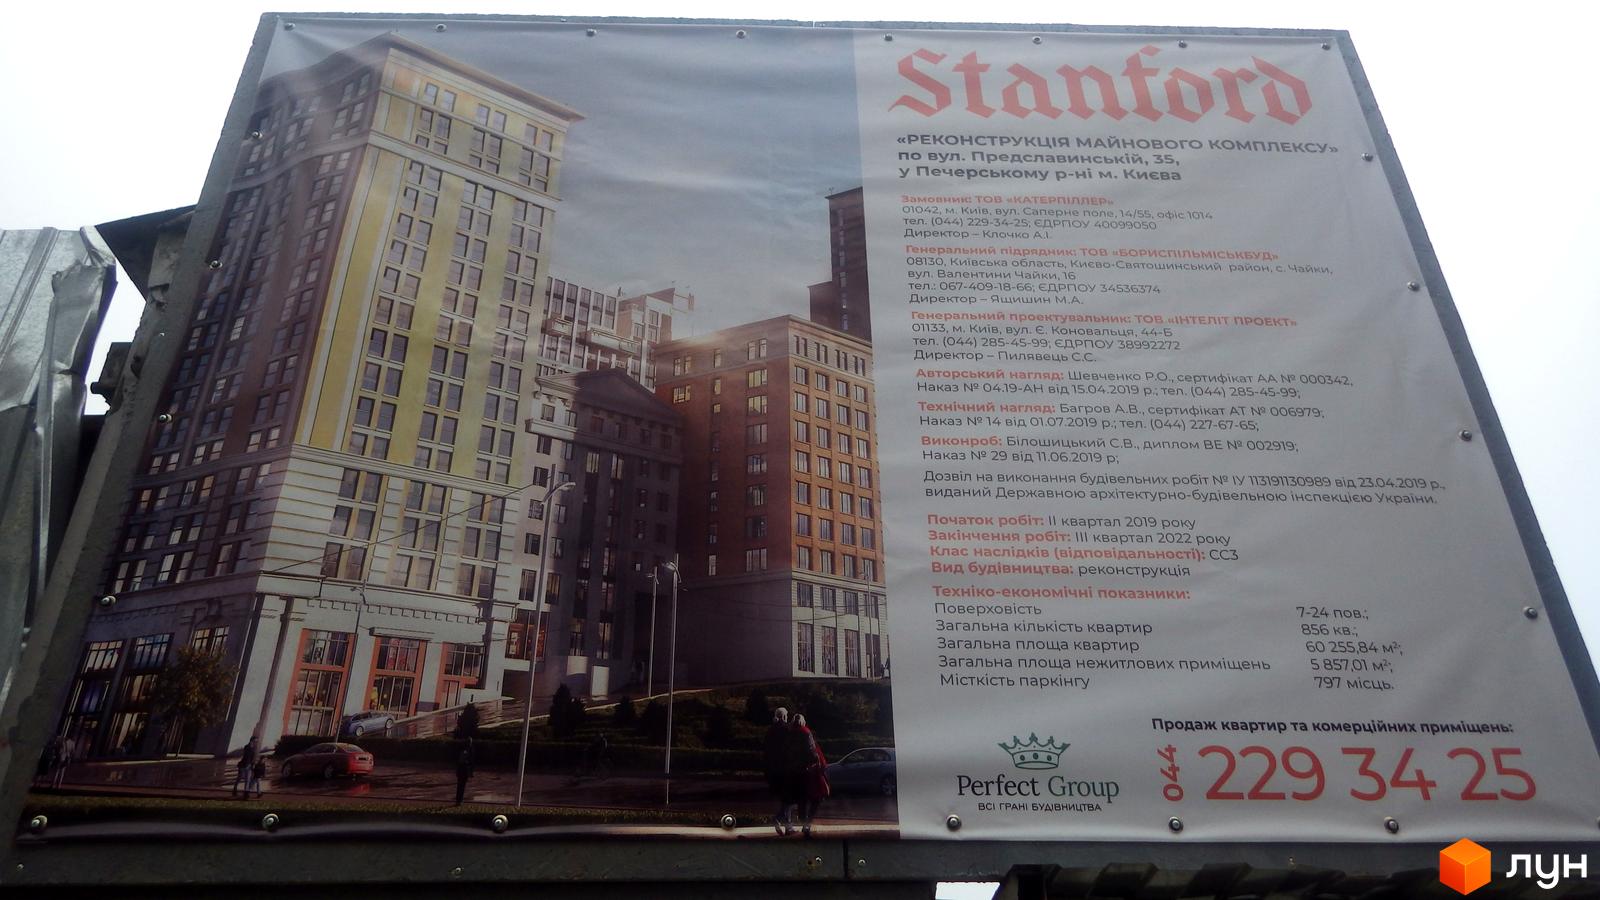 Stanford
«РЕКОНСТРУКЦІЯ МАЙНОВОГО КОМПЛЕКСУ»
по вул. Предславинській, 35,
у Печерському р-ні м. Києва
Замовник: ТОВ «КАТЕРПІЛЛЕР»
01042, м. Київ, вул. Саперне поле, 14/55, офіс 1014
тел. (044) 229-34-25; ЄДРПОУ 40099050
Директор – Клочко А.І.
Генеральний підрядник: ТОВ «БОРИСПІЛЬМІСЬКБУД»
08130, Київська область, Києво-Святошинський район, с. Чайки,
вул. Валентини Чайки, 16
тел.: 067-409-18-66; ЄДРПОУ 34536374
Директор – Ящишин М.А.
Генеральний проектувальник: ТОВ «ІНТЕЛІТ ПРОЕКТ»
01133, м. Київ, вул. Є. Коновальця, 44-Б
тел. (044) 285-45-99; ЄДРПОУ 38992272
Директор – Пилявець С.С.
Авторський нагляд: Шевченко Р.О., сертифікат АА № 000342,
Наказ № 04.19-АН від 15.04.2019 р.; тел. (044) 285-45-99;
Технічний нагляд: Багров А.В., сертифікат АТ № 006979;
Наказ № 14 від 01.07.2019 р.; тел. (044) 227-67-65;
Виконроб: Білошицький С.В., диплом ВЕ № 002919;
Наказ № 29 від 11.06.2019 р;
Дозвіл на виконання будівельних робіт № ІУ 113191130989 від 23.04.2019 р.,
виданий Державною архітектурно-будівельною інспекцією України.
Початок робіт: ІІ квартал 2019 року
Закінчення робіт: ІІІ квартал 2022 року
Клас наслідків (відповідальності): СС3
Вид будівництва: реконструкція
Техніко-економічні показники:
Поверховість 7-24 пов.;
Загальна кількість квартир 856 кв.;
Загальна площа квартир 60 255,84 м²;
Загальна площа нежитлових приміщень 5 857,01 м²;
Місткість паркінгу 797 місць.
Продаж квартир та комерційних приміщень:
044 229 34 25
Perfect Group
ВСІ ГРАНІ БУДІВНИЦТВА
ЛУН